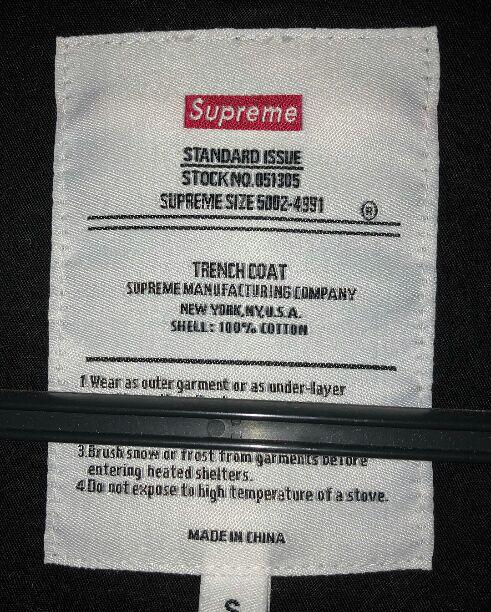 Supreme
STANDARD ISSUE
STOCK NO. 051305
SUPREME SIZE 5002-4991
®
TRENCH COAT
SUPREME MANUFACTURING COMPANY
NEW YORK, NY, U.S.A.
SHELL : 100% COTTON
1 Wear as outer garment or as under-layer
3 Brush snow or frost from garments before
entering heated shelters.
4 Do not expose to high temperature of a stove.
MADE IN CHINA
S